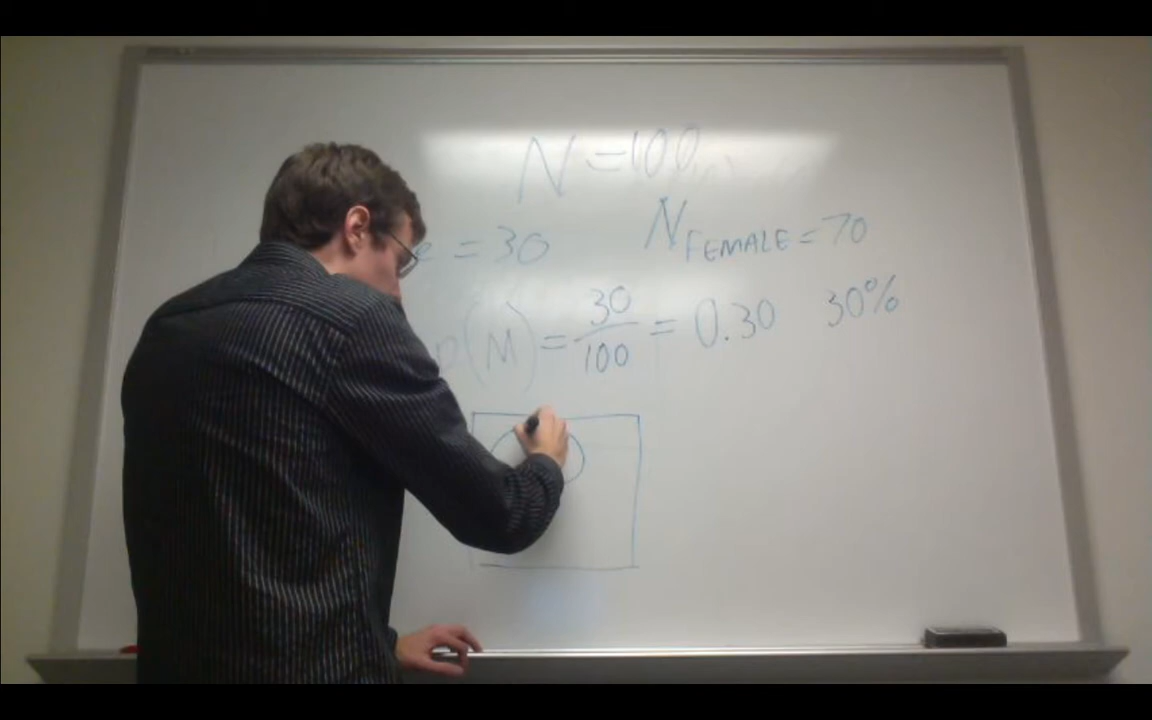 N = 100
e = 30
N FEMALE = 70
P(M) = 30/100 = 0.30 30%